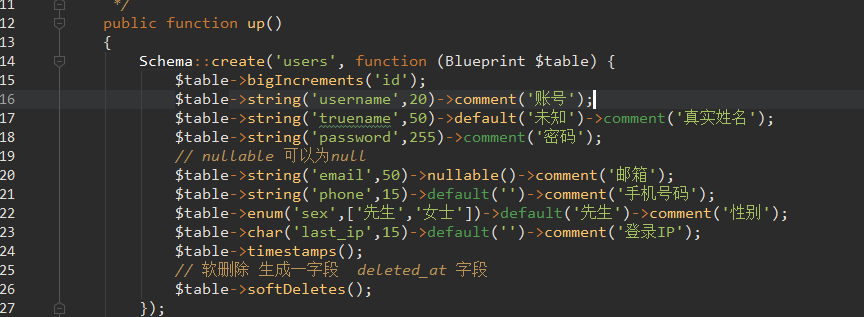 11 */
12 public function up()
13 {
14 Schema::create('users', function (Blueprint $table) {
15 $table->bigIncrements('id');
16 $table->string('username',20)->comment('账号');
17 $table->string('truename',50)->default('未知')->comment('真实姓名');
18 $table->string('password',255)->comment('密码');
19 // nullable 可以为null
20 $table->string('email',50)->nullable()->comment('邮箱');
21 $table->string('phone',15)->default('')->comment('手机号码');
22 $table->enum('sex',['先生','女士'])->default('先生')->comment('性别');
23 $table->char('last_ip',15)->default('')->comment('登录IP');
24 $table->timestamps();
25 // 软删除 生成一字段  deleted_at 字段
26 $table->softDeletes();
27 });